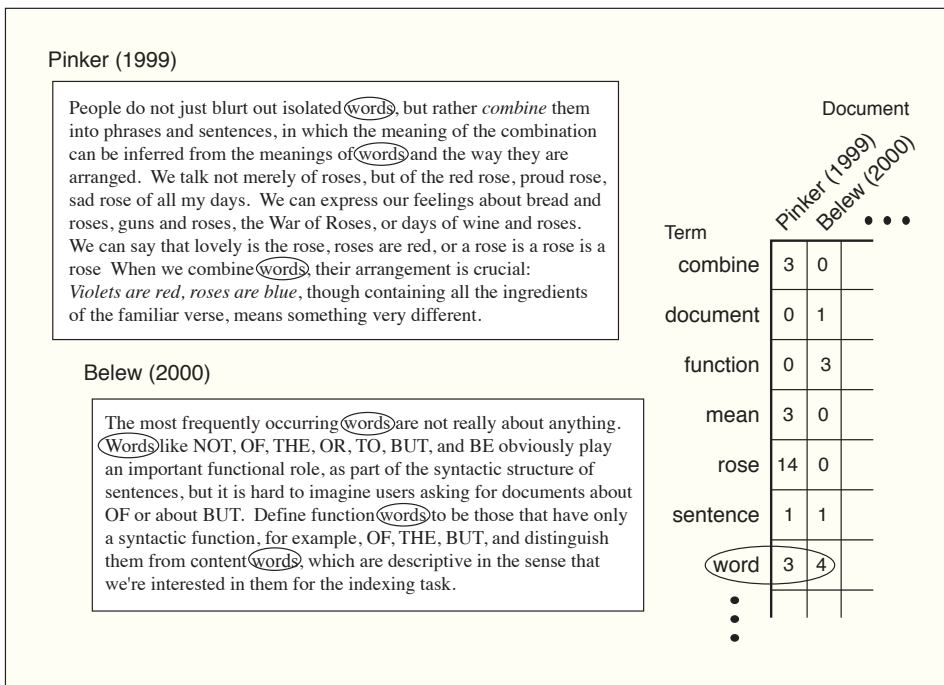 Pinker (1999)
People do not just blurt out isolated words, but rather combine them
into phrases and sentences, in which the meaning of the combination
can be inferred from the meanings of words and the way they are
arranged. We talk not merely of roses, but of the red rose, proud rose,
sad rose of all my days. We can express our feelings about bread and
roses, guns and roses, the War of Roses, or days of wine and roses.
We can say that lovely is the rose, roses are red, or a rose is a rose is a
rose When we combine words, their arrangement is crucial:
Violets are red, roses are blue, though containing all the ingredients
of the familiar verse, means something very different.
Belew (2000)
The most frequently occurring words are not really about anything.
Words like NOT, OF, THE, OR, TO, BUT, and BE obviously play
an important functional role, as part of the syntactic structure of
sentences, but it is hard to imagine users asking for documents about
OF or about BUT. Define function words to be those that have only
a syntactic function, for example, OF, THE, BUT, and distinguish
them from content words, which are descriptive in the sense that
we're interested in them for the indexing task.
Document
Pinker (1999)
Belew (2000)
• • •
Term
combine 3 0
document 0 1
function 0 3
mean 3 0
rose 14 0
sentence 1 1
word 3 4